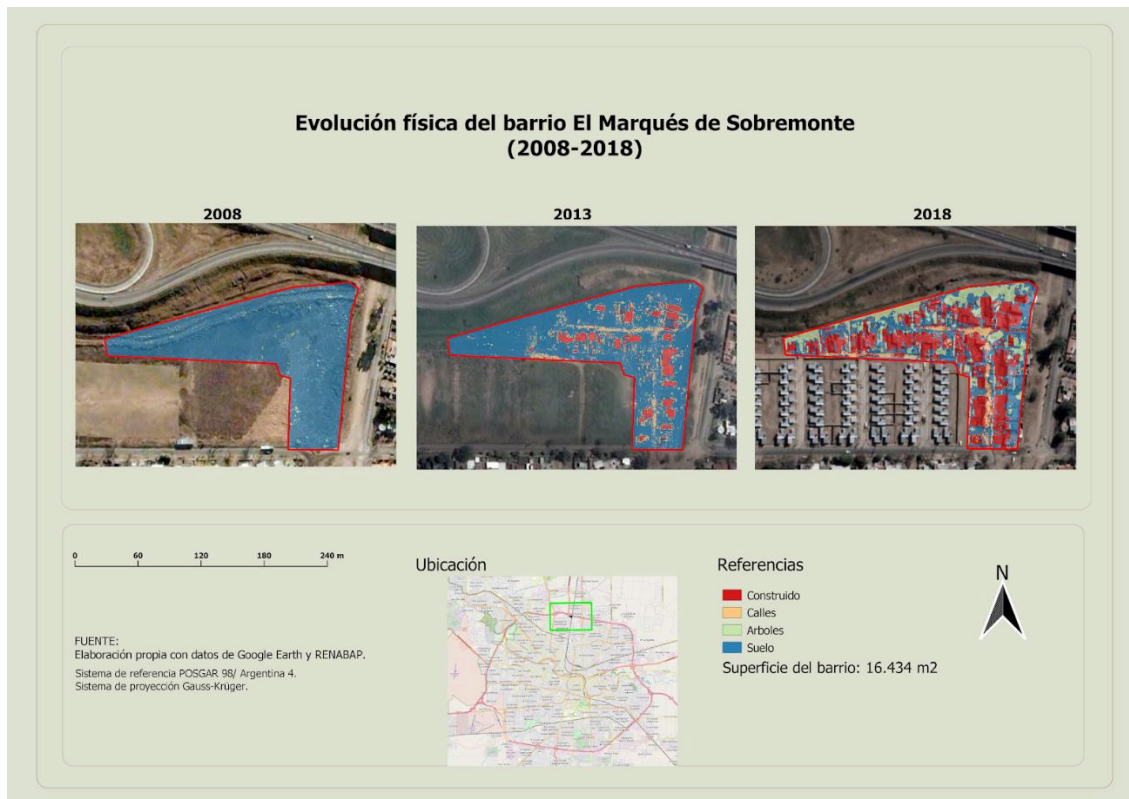 Evolución física del barrio El Marqués de Sobremonte
(2008-2018)
2008
2013
2018
0 60 120 180 240 m
Ubicación
Referencias
N
Construido
Calles
Arboles
Suelo
Superficie del barrio: 16.434 m2
FUENTE:
Elaboración propia con datos de Google Earth y RENABAP.
Sistema de referencia POSGAR 98/ Argentina 4.
Sistema de proyección Gauss-Krüger.